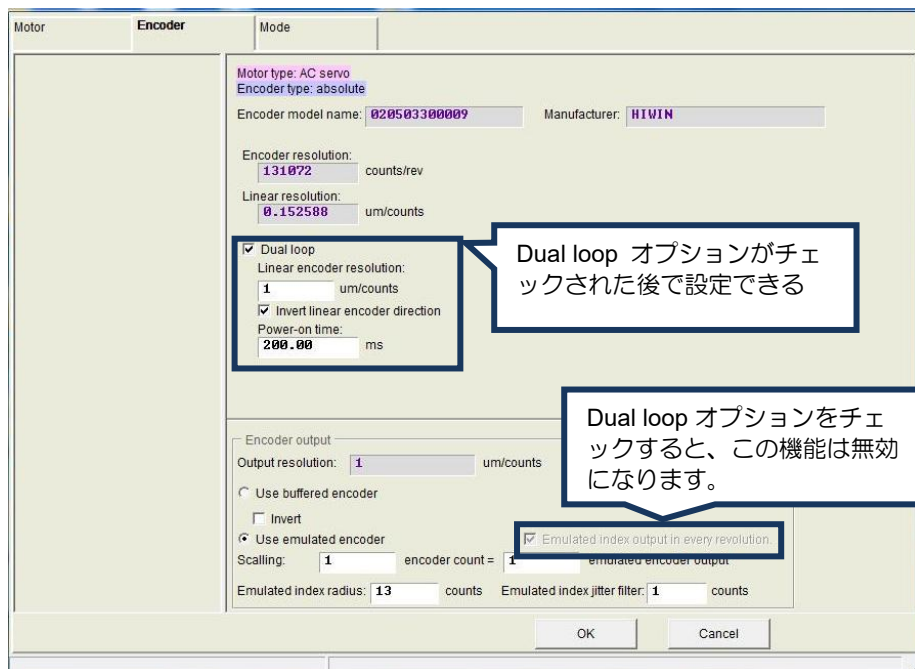 Motor Encoder Mode
Motor type: AC servo
Encoder type: absolute
Encoder model name: 020503300009 Manufacturer: HIWIN
Encoder resolution:
131072 counts/rev
Linear resolution:
0.152588 um/counts
Dual loop
Linear encoder resolution:
1 um/counts
Invert linear encoder direction
Power-on time:
200.00 ms
Dual loop オプションがチェ
ックされた後で設定できる
Dual loop オプションをチェ
ックすると、この機能は無効
になります。
Encoder output
Output resolution: 1 um/counts
Use buffered encoder
Invert
Use emulated encoder Emulated index output in every revolution.
Scalling: 1 encoder count = 1 emulated encoder output
Emulated index radius: 13 counts Emulated index jitter filter: 1 counts
OK Cancel